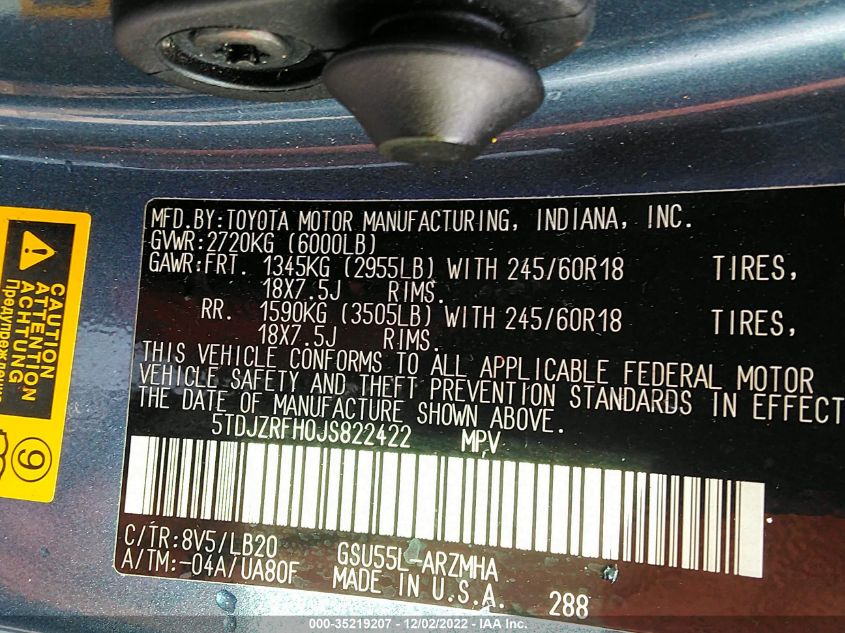 MFD.BY:TOYOTA MOTOR MANUFACTURING, INDIANA, INC.
GVWR:2720KG (6000LB)
GAWR:FRT. 1345KG (2955LB) WITH 245/60R18 TIRES,
18X7.5J RIMS.
RR. 1590KG (3505LB) WITH 245/60R18 TIRES,
18X7.5J RIMS.
THIS VEHICLE CONFORMS TO ALL APPLICABLE FEDERAL MOTOR
VEHICLE SAFETY AND THEFT PREVENTION STANDARDS IN EFFECT
THE DATE OF MANUFACTURE SHOWN ABOVE.
5TDJZRFH0JS822422 MPV
C/TR:8V5/LB20 GSU55L-ARZMHA
A/TM:-04A/UA80F MADE IN U.S.A. 288
CAUTION
ATTENTION
ACHTUNG
9
000-35219207 - 12/02/2022 - IAA Inc.